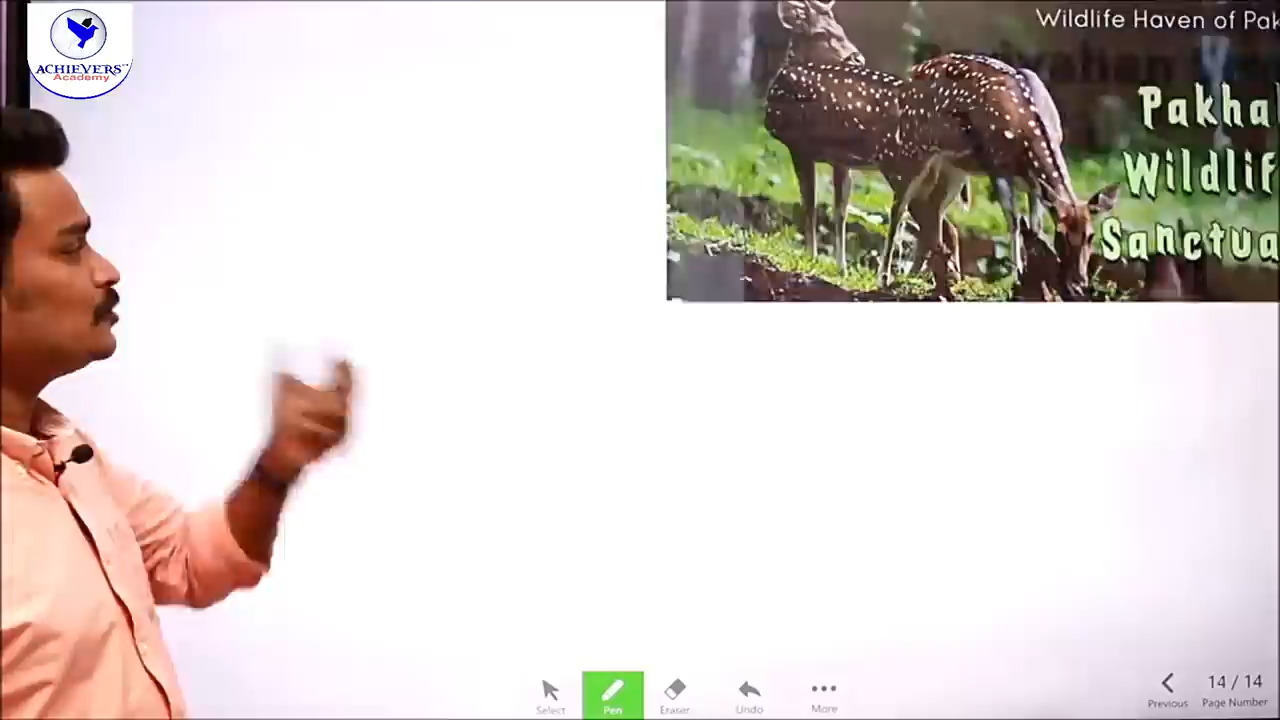 ACHIEVERS
Academy
Wildlife Haven of Pak
Pakhal
Wildlif
Sanctua
Select
Pen
Eraser
Undo
More
Previous
14 / 14
Page Number